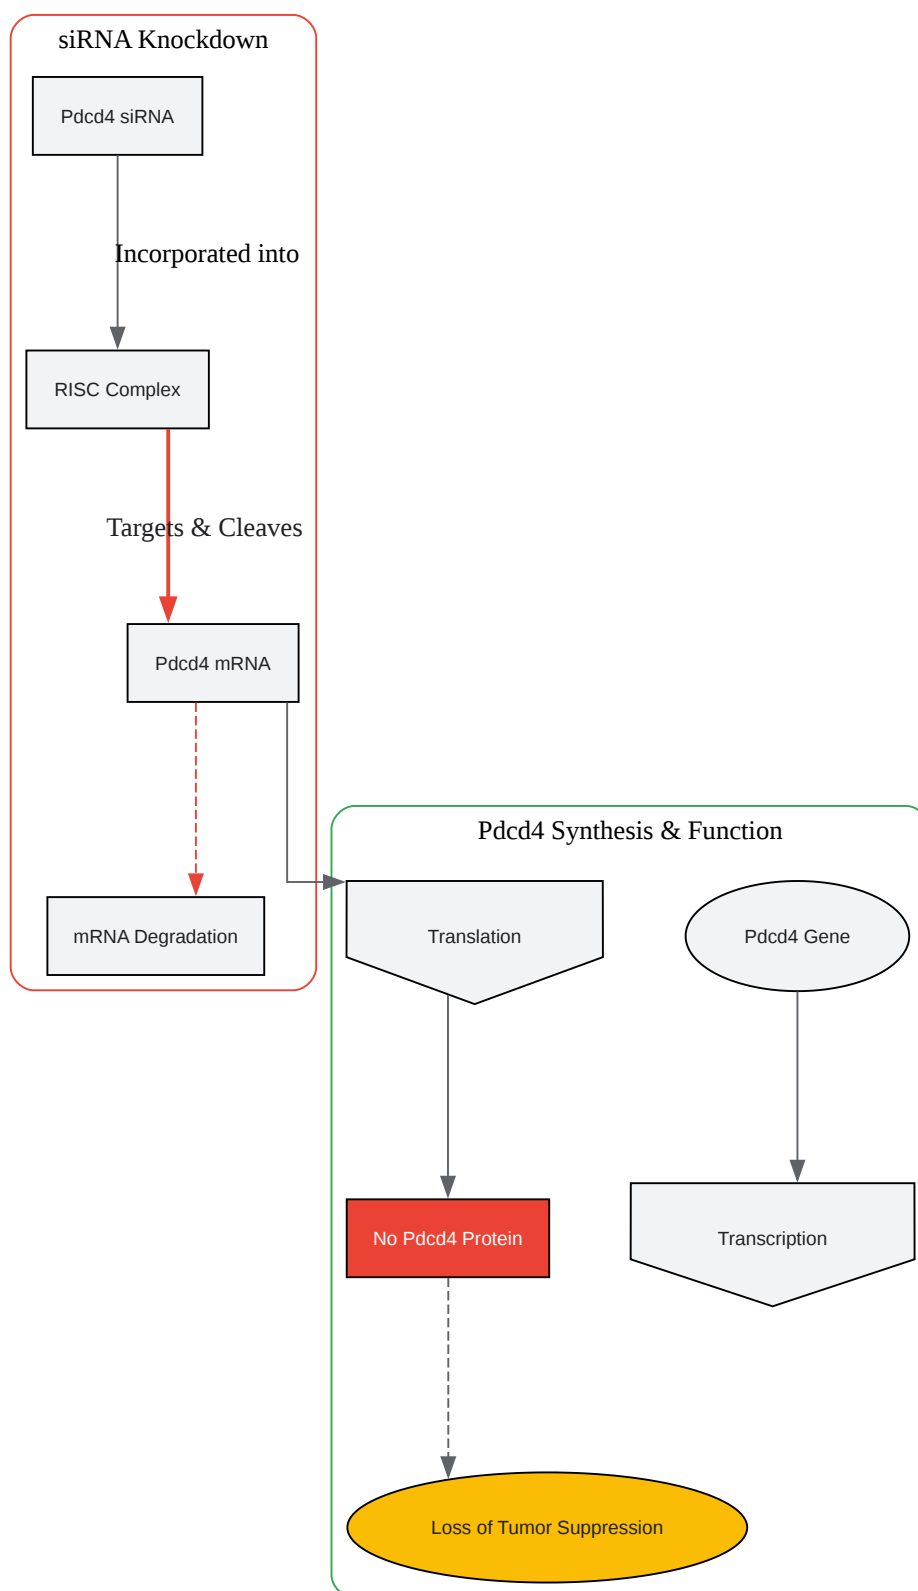 siRNA Knockdown
Pdcd4 siRNA
Incorporated into
RISC Complex
Targets & Cleaves
Pdcd4 mRNA
mRNA Degradation
Pdcd4 Synthesis & Function
Translation
Pdcd4 Gene
No Pdcd4 Protein
Transcription
Loss of Tumor Suppression